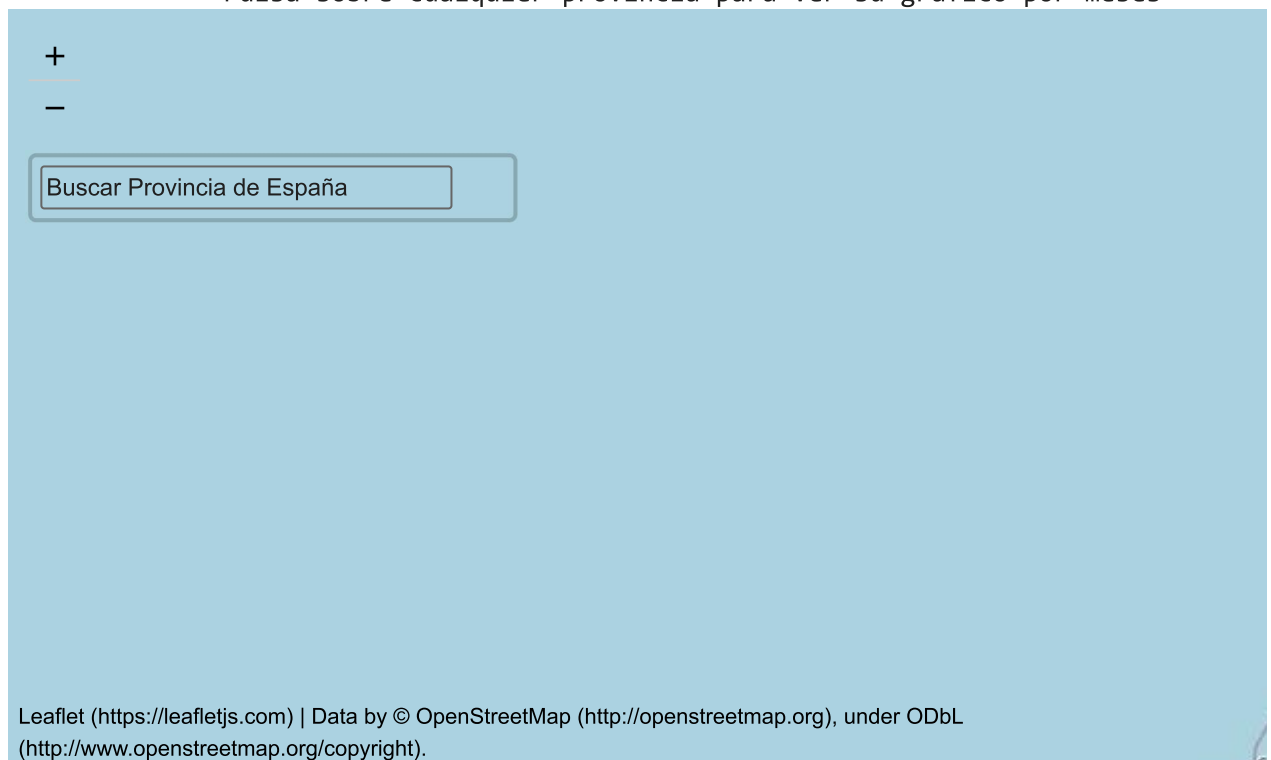 Pulsa sobre cualquier provincia para ver su gráfico por meses
+
−
Buscar Provincia de España
Leaflet (https://leafletjs.com) | Data by © OpenStreetMap (http://openstreetmap.org), under ODbL
(http://www.openstreetmap.org/copyright).